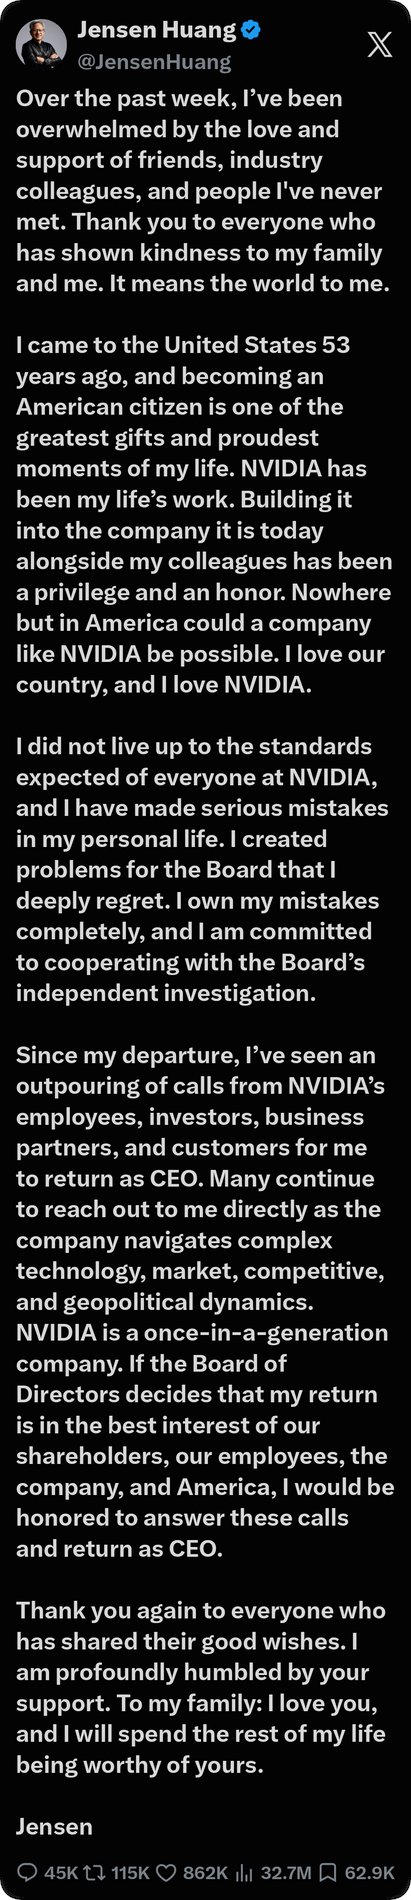 Jensen Huang
@JensenHuang
Over the past week, I’ve been
overwhelmed by the love and
support of friends, industry
colleagues, and people I've never
met. Thank you to everyone who
has shown kindness to my family
and me. It means the world to me.
I came to the United States 53
years ago, and becoming an
American citizen is one of the
greatest gifts and proudest
moments of my life. NVIDIA has
been my life’s work. Building it
into the company it is today
alongside my colleagues has been
a privilege and an honor. Nowhere
but in America could a company
like NVIDIA be possible. I love our
country, and I love NVIDIA.
I did not live up to the standards
expected of everyone at NVIDIA,
and I have made serious mistakes
in my personal life. I created
problems for the Board that I
deeply regret. I own my mistakes
completely, and I am committed
to cooperating with the Board’s
independent investigation.
Since my departure, I’ve seen an
outpouring of calls from NVIDIA’s
employees, investors, business
partners, and customers for me
to return as CEO. Many continue
to reach out to me directly as the
company navigates complex
technology, market, competitive,
and geopolitical dynamics.
NVIDIA is a once-in-a-generation
company. If the Board of
Directors decides that my return
is in the best interest of our
shareholders, our employees, the
company, and America, I would be
honored to answer these calls
and return as CEO.
Thank you again to everyone who
has shared their good wishes. I
am profoundly humbled by your
support. To my family: I love you,
and I will spend the rest of my life
being worthy of yours.
Jensen
45K 115K 862K 32.7M 62.9K